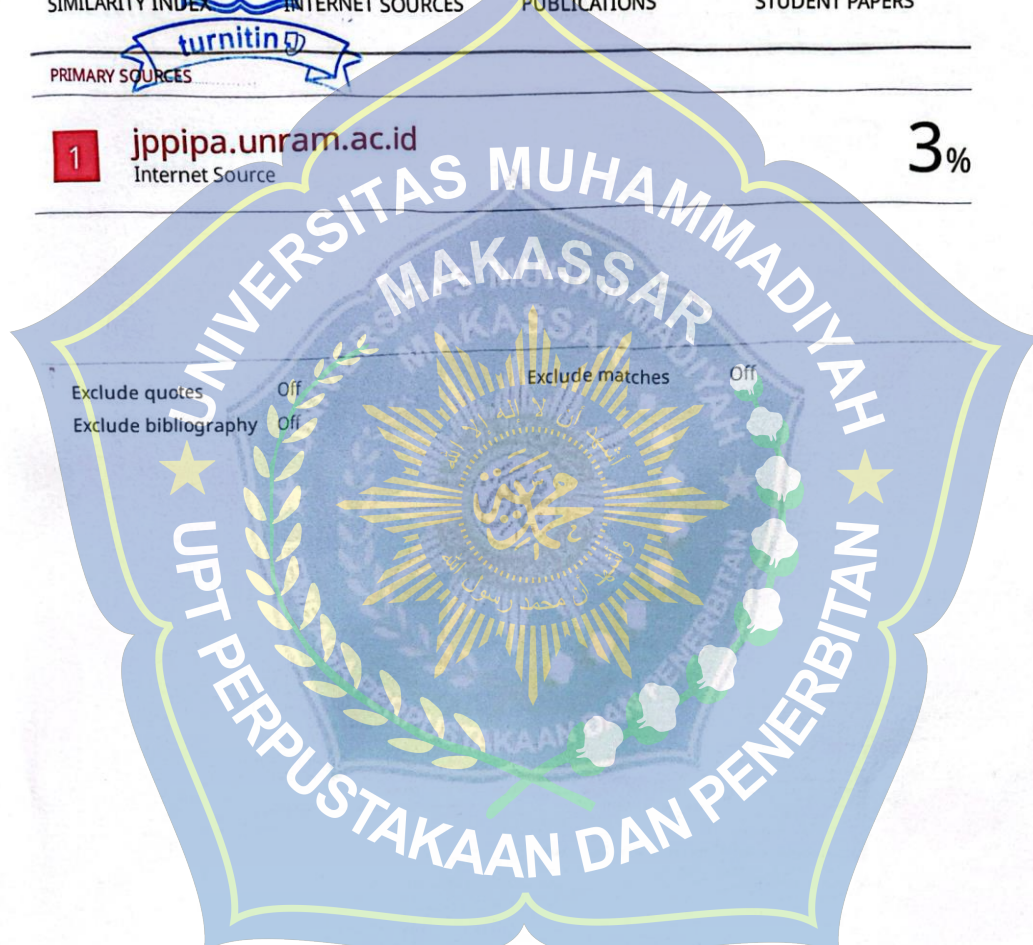 SIMILARITY INDEX INTERNET SOURCES PUBLICATIONS STUDENT PAPERS
turnitin
PRIMARY SOURCES
1 jppipa.unram.ac.id 3%
Internet Source
UNIVERSITAS MUHAMMADIYAH
MAKASSAR
Exclude quotes Off Exclude matches Off
Exclude bibliography Off
UPT PERPUSTAKAAN DAN PENERBITAN